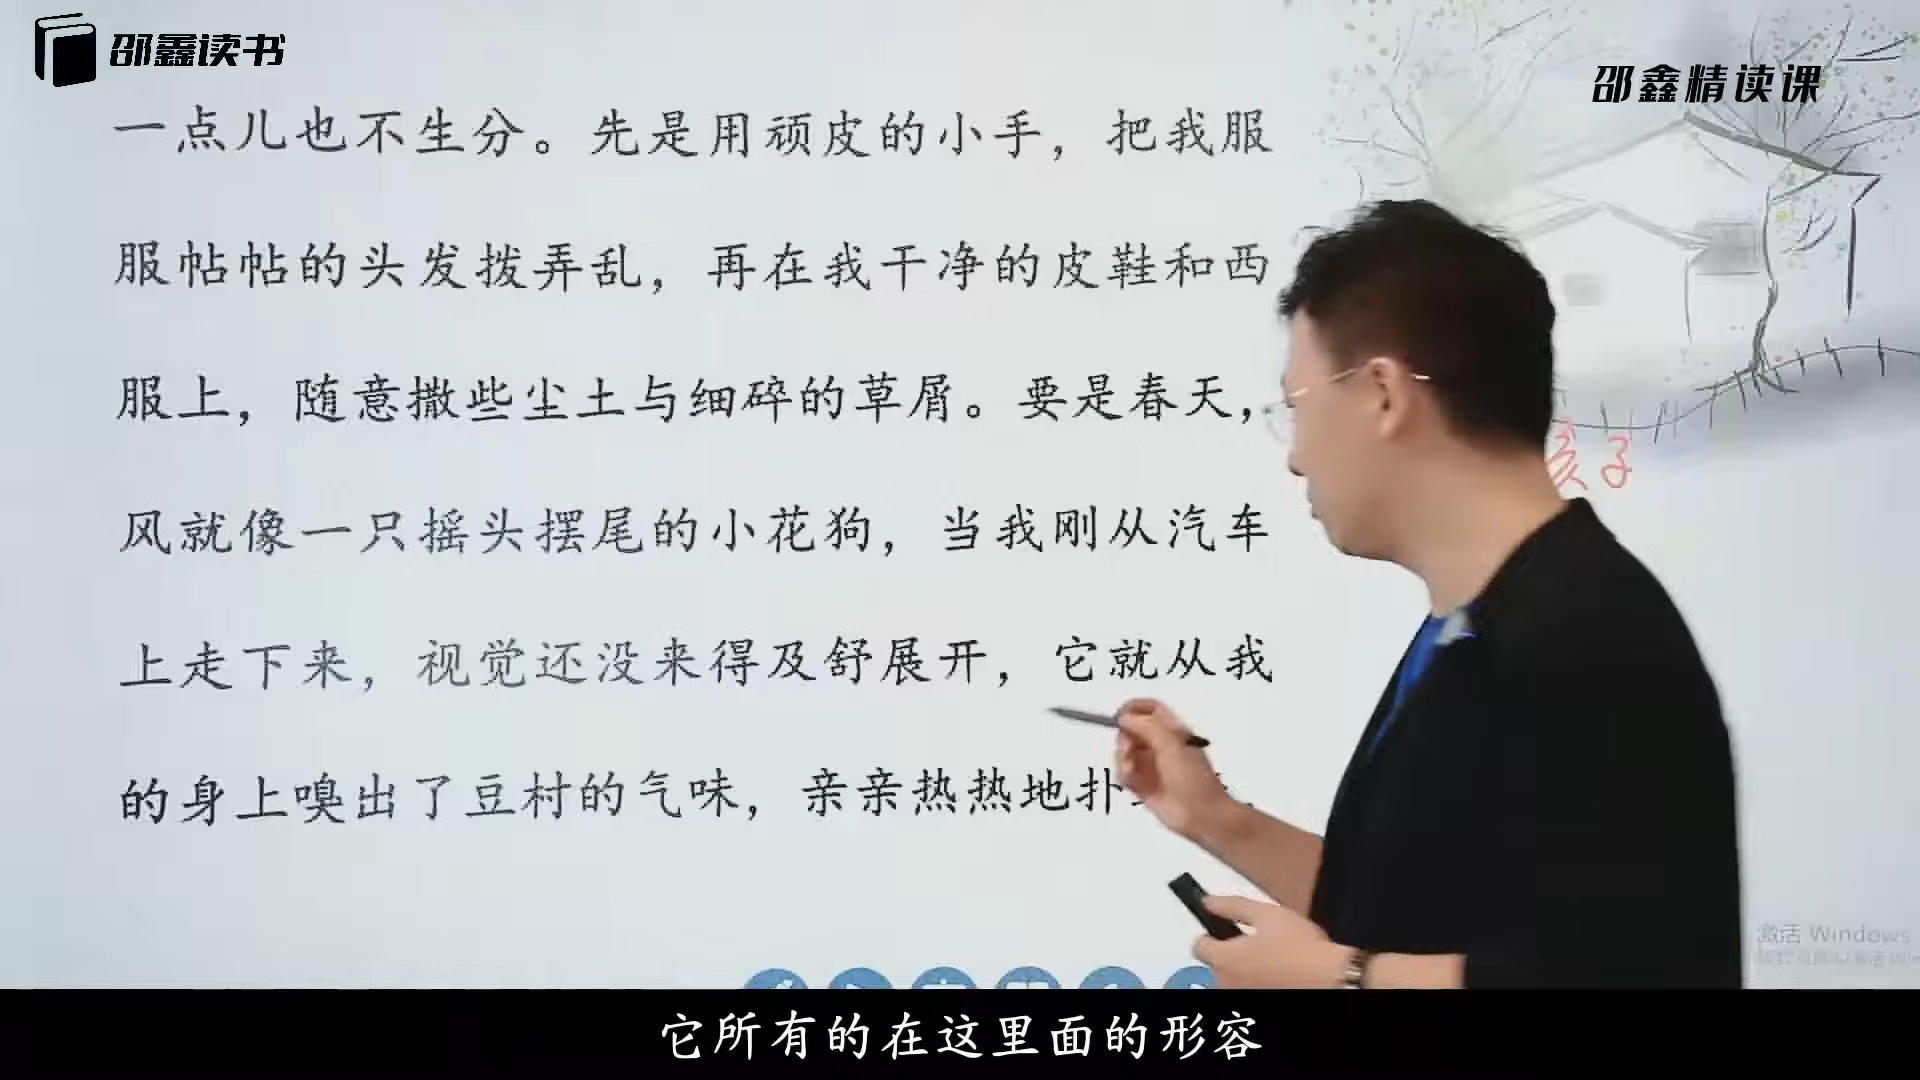 邵鑫读书
邵鑫精读课
一点儿也不生分。先是用顽皮的小手，把我服
服帖帖的头发拨弄乱，再在我干净的皮鞋和西
服上，随意撒些尘土与细碎的草屑。要是春天，
风就像一只摇头摆尾的小花狗，当我刚从汽车
上走下来，视觉还没来得及舒展开，它就从我
的身上嗅出了豆村的气味，亲亲热热地扑
孩子
激活 Windows
它所有的在这里面的形容